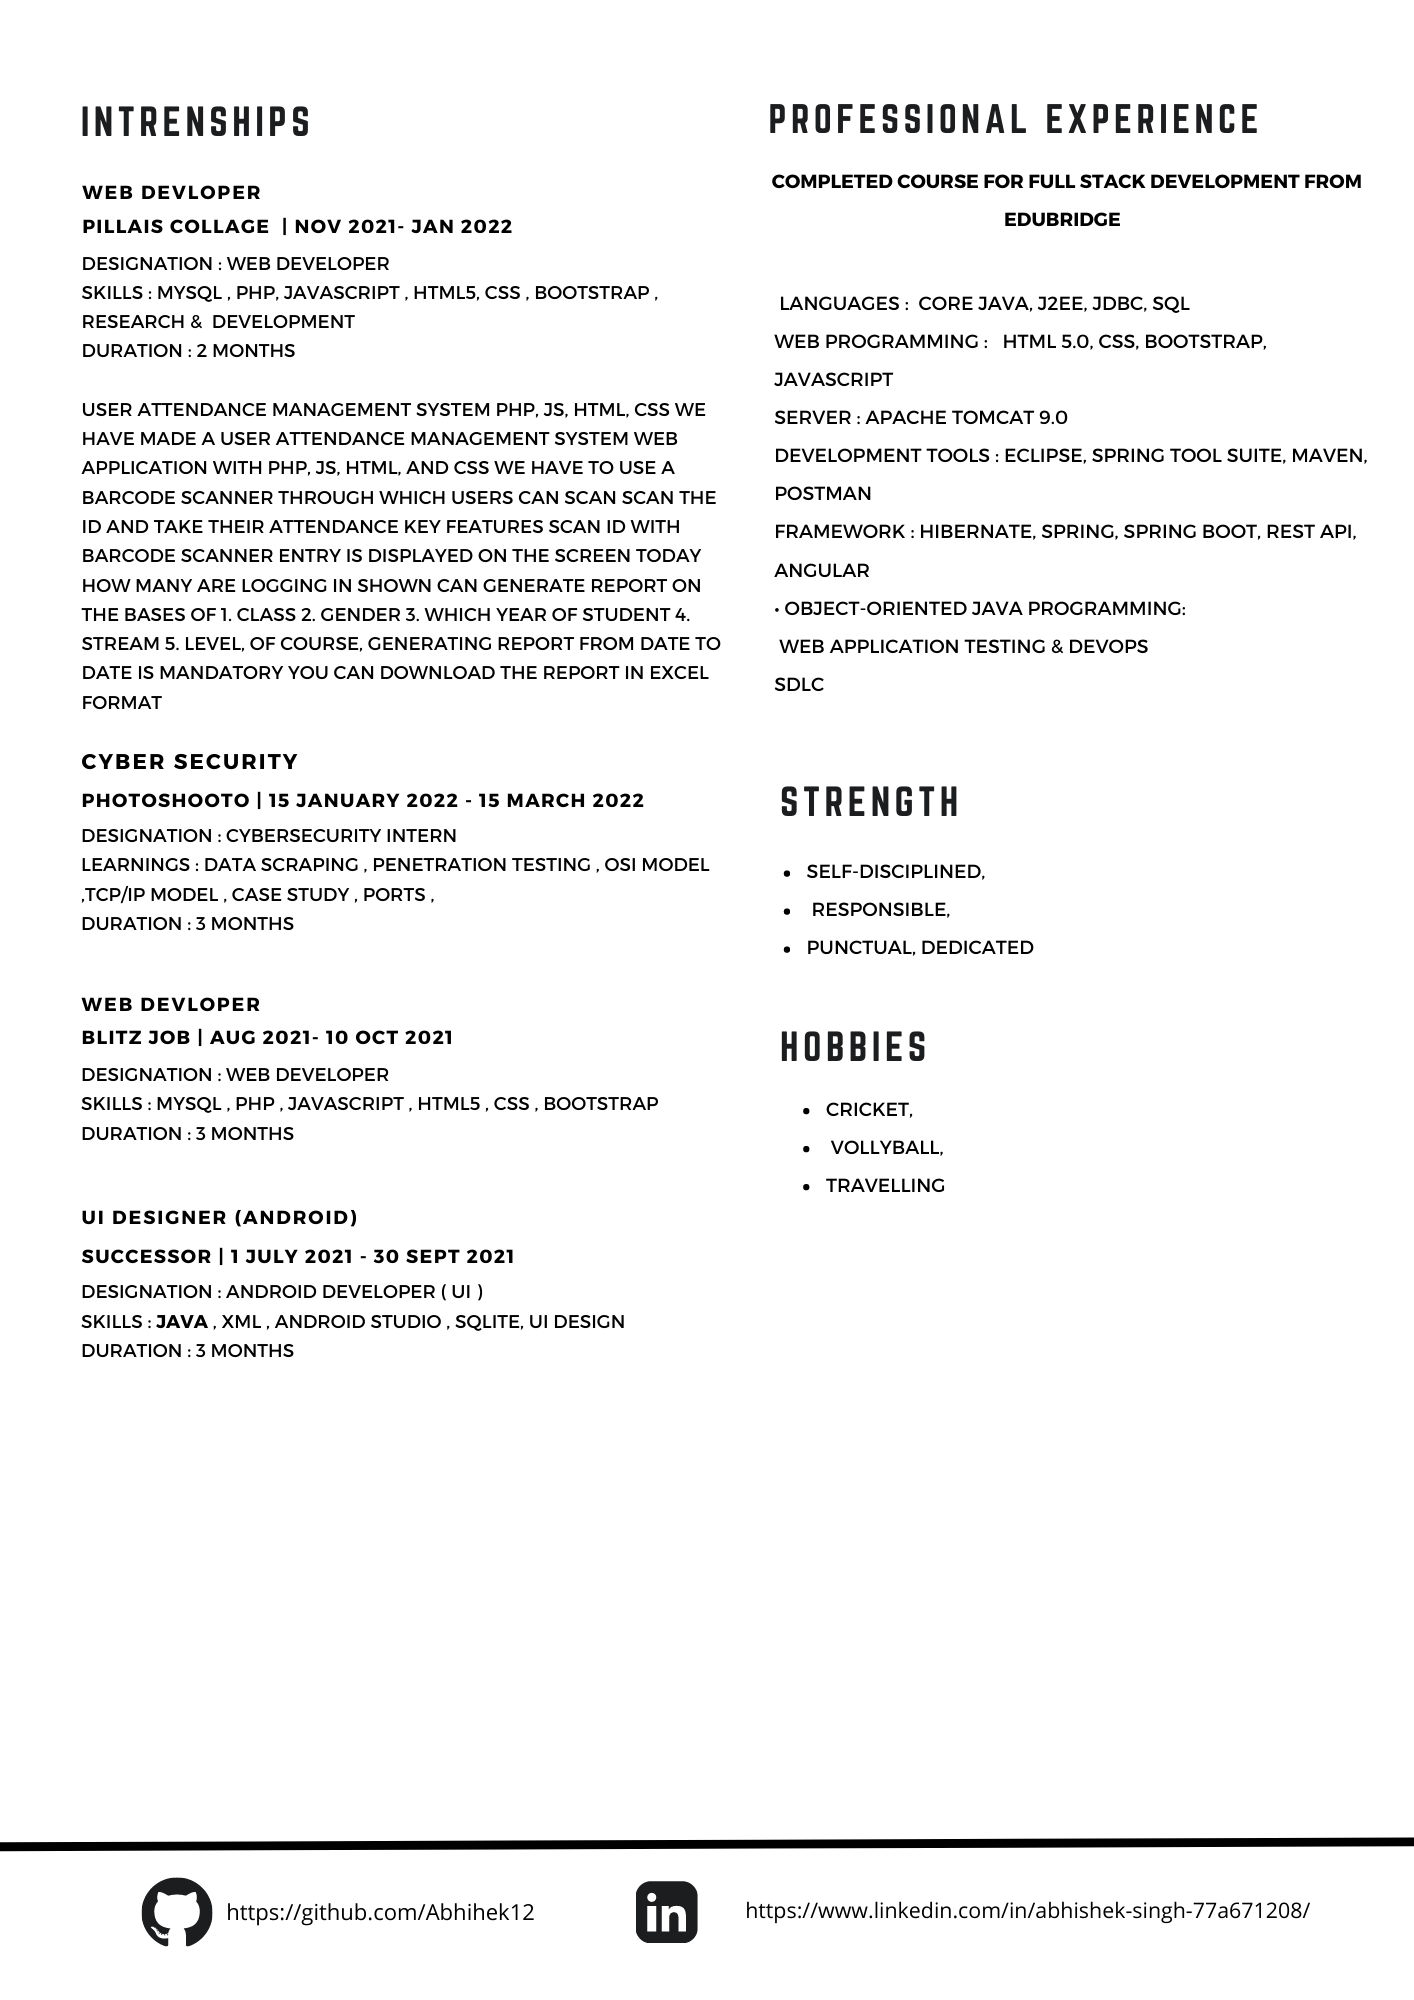 INTRENSHIPS
WEB DEVLOPER
PILLAIS COLLAGE | NOV 2021- JAN 2022
DESIGNATION : WEB DEVELOPER
SKILLS : MYSQL , PHP, JAVASCRIPT , HTML5, CSS , BOOTSTRAP ,
RESEARCH & DEVELOPMENT
DURATION : 2 MONTHS
USER ATTENDANCE MANAGEMENT SYSTEM PHP, JS, HTML, CSS WE
HAVE MADE A USER ATTENDANCE MANAGEMENT SYSTEM WEB
APPLICATION WITH PHP, JS, HTML, AND CSS WE HAVE TO USE A
BARCODE SCANNER THROUGH WHICH USERS CAN SCAN SCAN THE
ID AND TAKE THEIR ATTENDANCE KEY FEATURES SCAN ID WITH
BARCODE SCANNER ENTRY IS DISPLAYED ON THE SCREEN TODAY
HOW MANY ARE LOGGING IN SHOWN CAN GENERATE REPORT ON
THE BASES OF 1. CLASS 2. GENDER 3. WHICH YEAR OF STUDENT 4.
STREAM 5. LEVEL, OF COURSE, GENERATING REPORT FROM DATE TO
DATE IS MANDATORY YOU CAN DOWNLOAD THE REPORT IN EXCEL
FORMAT
CYBER SECURITY
PHOTOSHOOTO | 15 JANUARY 2022 - 15 MARCH 2022
DESIGNATION : CYBERSECURITY INTERN
LEARNINGS : DATA SCRAPING , PENETRATION TESTING , OSI MODEL
,TCP/IP MODEL , CASE STUDY , PORTS ,
DURATION : 3 MONTHS
WEB DEVLOPER
BLITZ JOB | AUG 2021- 10 OCT 2021
DESIGNATION : WEB DEVELOPER
SKILLS : MYSQL , PHP , JAVASCRIPT , HTML5 , CSS , BOOTSTRAP
DURATION : 3 MONTHS
UI DESIGNER (ANDROID)
SUCCESSOR | 1 JULY 2021 - 30 SEPT 2021
DESIGNATION : ANDROID DEVELOPER ( UI )
SKILLS : JAVA , XML , ANDROID STUDIO , SQLITE, UI DESIGN
DURATION : 3 MONTHS
PROFESSIONAL EXPERIENCE
COMPLETED COURSE FOR FULL STACK DEVELOPMENT FROM
EDUBRIDGE
LANGUAGES : CORE JAVA, J2EE, JDBC, SQL
WEB PROGRAMMING : HTML 5.0, CSS, BOOTSTRAP,
JAVASCRIPT
SERVER : APACHE TOMCAT 9.0
DEVELOPMENT TOOLS : ECLIPSE, SPRING TOOL SUITE, MAVEN,
POSTMAN
FRAMEWORK : HIBERNATE, SPRING, SPRING BOOT, REST API,
ANGULAR
• OBJECT-ORIENTED JAVA PROGRAMMING:
WEB APPLICATION TESTING & DEVOPS
SDLC
STRENGTH
• SELF-DISCIPLINED,
• RESPONSIBLE,
• PUNCTUAL, DEDICATED
HOBBIES
• CRICKET,
• VOLLYBALL,
• TRAVELLING
https://github.com/Abhihek12
in
https://www.linkedin.com/in/abhishek-singh-77a671208/